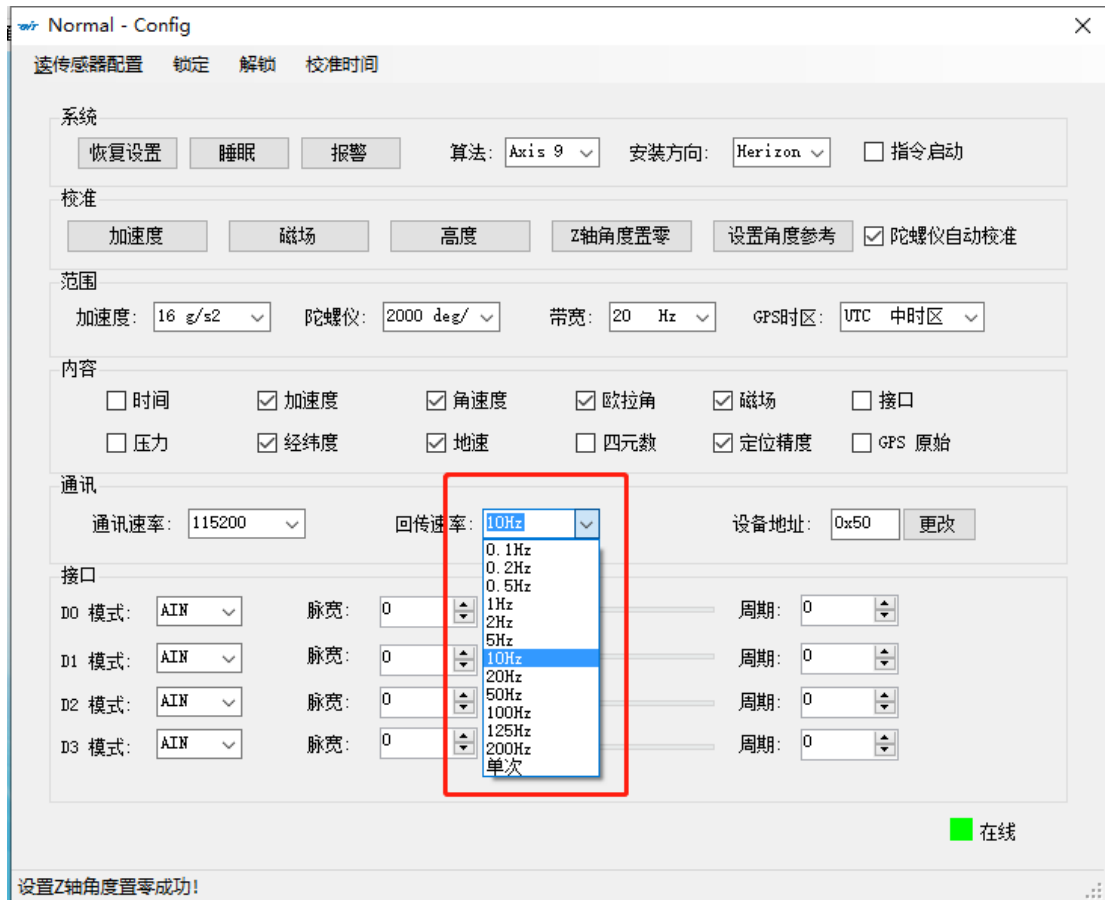 Normal - Config
读传感器配置 锁定 解锁 校准时间
系统
恢复设置 睡眠 报警 算法: Axis 9 安装方向: Herizon 指令启动
校准
加速度 磁场 高度 Z轴角度置零 设置角度参考 陀螺仪自动校准
范围
加速度: 16 g/s2 陀螺仪: 2000 deg/ 带宽: 20 Hz GPS时区: UTC 中时区
内容
时间 加速度 角速度 欧拉角 磁场 接口
压力 经纬度 地速 四元数 定位精度 GPS 原始
通讯
通讯速率: 115200 回传速率: 10Hz 设备地址: 0x50 更改
0.1Hz
0.2Hz
0.5Hz
1Hz
2Hz
5Hz
10Hz
20Hz
50Hz
100Hz
125Hz
200Hz
单次
接口
D0 模式: AIN 脉宽: 0 周期: 0
D1 模式: AIN 脉宽: 0 周期: 0
D2 模式: AIN 脉宽: 0 周期: 0
D3 模式: AIN 脉宽: 0 周期: 0
在线
设置Z轴角度置零成功!